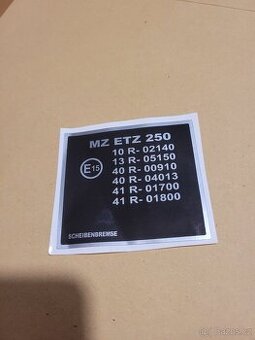 MZ ETZ 250
10 R- 02140
13 R- 05150
40 R- 00910
40 R- 04013
41 R- 01700
41 R- 01800
E15
SCHEIBENBREMSE